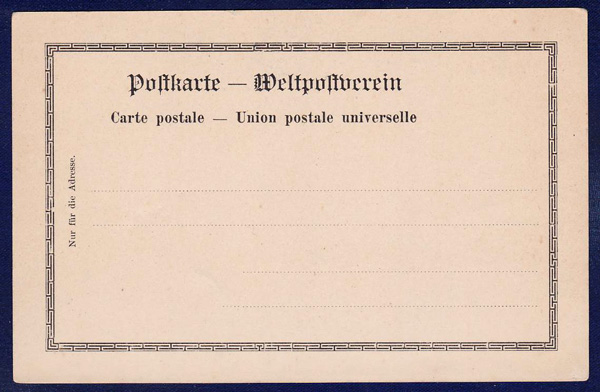 Postkarte — Weltpostverein
Carte postale — Union postale universelle
Nur für die Adresse.